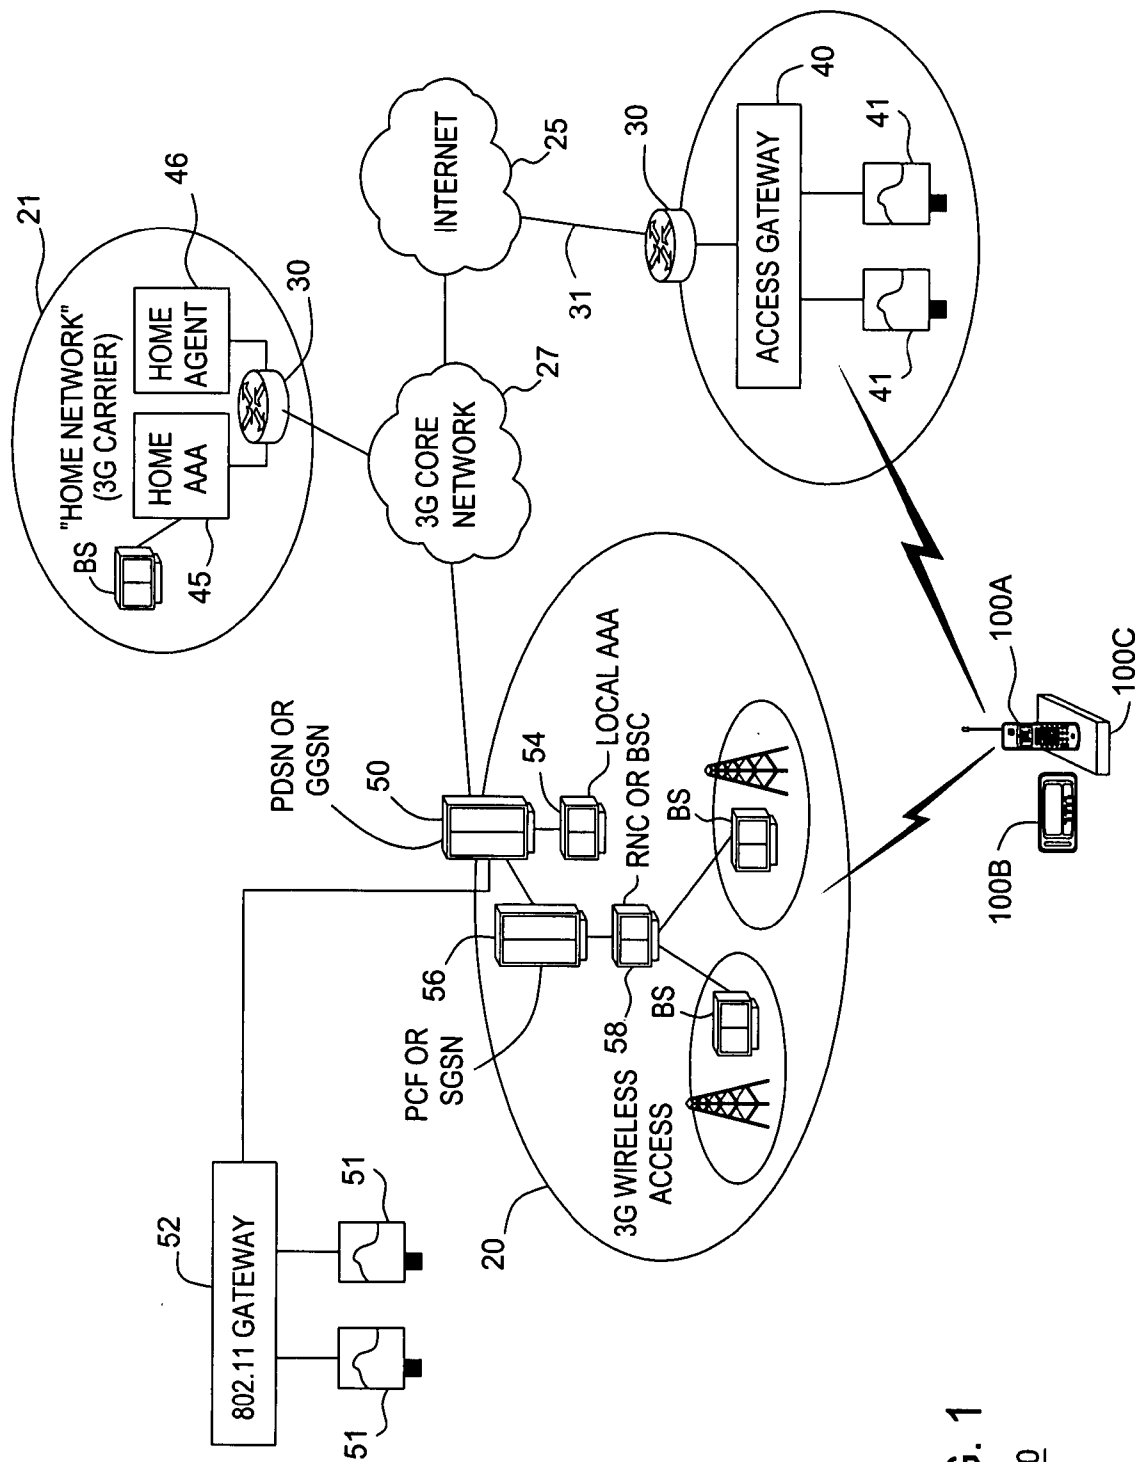 21
"HOME NETWORK"
(3G CARRIER)
BS
HOME
AAA
45
HOME
AGENT
46
30
3G CORE
NETWORK
27
INTERNET
25
31
30
ACCESS GATEWAY
40
41
41
802.11 GATEWAY
52
51
51
PDSN OR
GGSN
50
54
LOCAL AAA
PCF OR
SGSN
56
58
RNC OR BSC
BS
BS
3G WIRELESS
ACCESS
20
100A
100B
100C
1